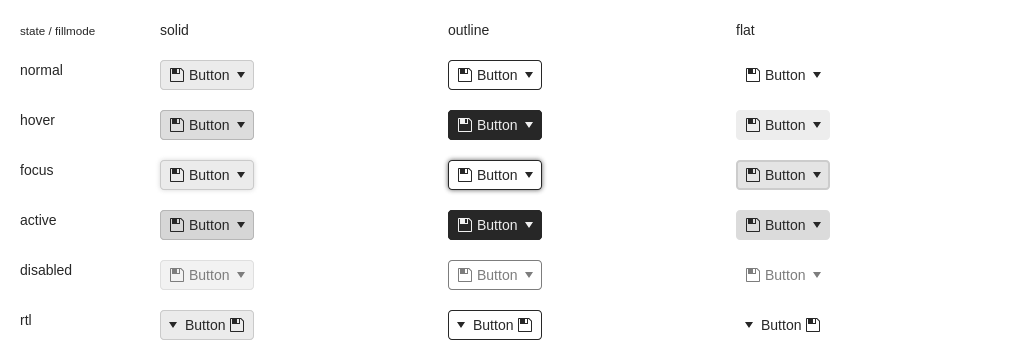 state / fillmode solid outline flat
normal Button Button Button
hover Button Button Button
focus Button Button Button
active Button Button Button
disabled Button Button Button
rtl Button Button Button